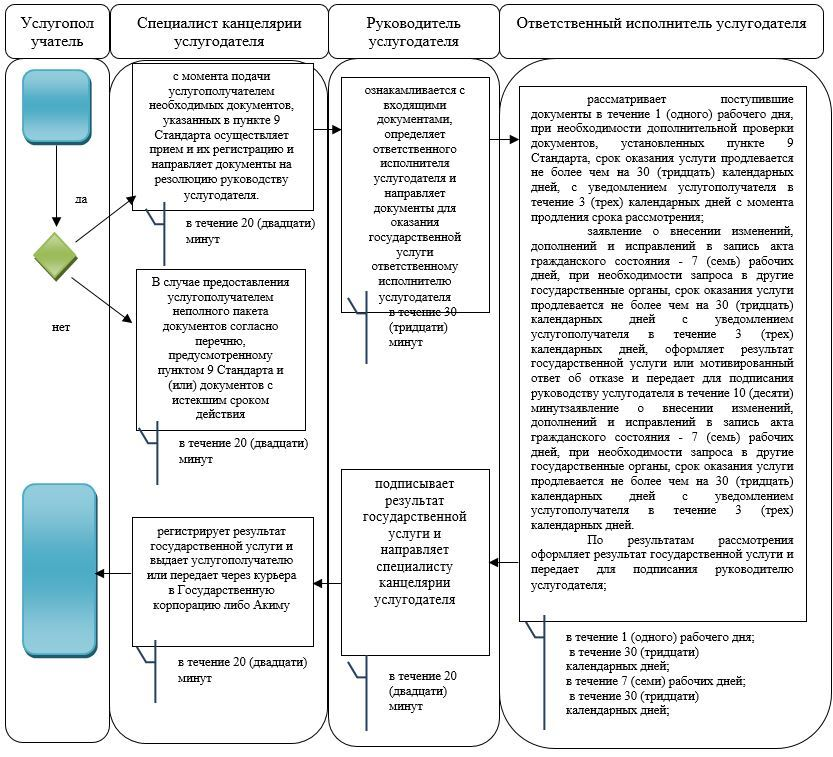 Услугопол
учатель
Специалист канцелярии
услугодателя
Руководитель
услугодателя
Ответственный исполнитель услугодателя
да
нет
с момента подачи
услугополучателем
необходимых документов,
указанных в пункте 9
Стандарта осуществляет
прием и их регистрацию и
направляет документы на
резолюцию руководству
услугодателя.
в течение 20 (двадцати)
минут
В случае предоставления
услугополучателем
неполного пакета
документов согласно
перечню,
предусмотренному
пунктом 9 Стандарта и
(или) документов с
истекшим сроком
действия
в течение 20 (двадцати)
минут
регистрирует результат
государственной услуги и
выдает услугополучателю
или передает через курьера
в Государственную
корпорацию либо Акиму
в течение 20 (двадцати)
минут
ознакамливается с
входящими
документами,
определяет
ответственного
исполнителя
услугодателя и
направляет
документы для
оказания
государственной
услуги
ответственному
исполнителю
услугодателя
в течение 30
(тридцати)
минут
подписывает
результат
государственной
услуги и
направляет
специалисту
канцелярии
услугодателя
в течение 20
(двадцати)
минут
рассматривает поступившие
документы в течение 1 (одного) рабочего дня,
при необходимости дополнительной проверки
документов, установленных пункте 9
Стандарта, срок оказания услуги продлевается
не более чем на 30 (тридцать) календарных
дней, с уведомлением услугополучателя в
течение 3 (трех) календарных дней с момента
продления срока рассмотрения;
заявление о внесении изменений,
дополнений и исправлений в запись акта
гражданского состояния - 7 (семь) рабочих
дней, при необходимости запроса в другие
государственные органы, срок оказания услуги
продлевается не более чем на 30 (тридцать)
календарных дней с уведомлением
услугополучателя в течение 3 (трех)
календарных дней, оформляет результат
государственной услуги или мотивированный
ответ об отказе и передает для подписания
руководству услугодателя в течение 10 (десяти)
минутзаявление о внесении изменений,
дополнений и исправлений в запись акта
гражданского состояния - 7 (семь) рабочих
дней, при необходимости запроса в другие
государственные органы, срок оказания услуги
продлевается не более чем на 30 (тридцать)
календарных дней с уведомлением
услугополучателя в течение 3 (трех)
календарных дней.
По результатам рассмотрения
оформляет результат государственной услуги и
передает для подписания руководителю
услугодателя;
в течение 1 (одного) рабочего дня;
в течение 30 (тридцати)
календарных дней;
в течение 7 (семи) рабочих дней;
в течение 30 (тридцати)
календарных дней;